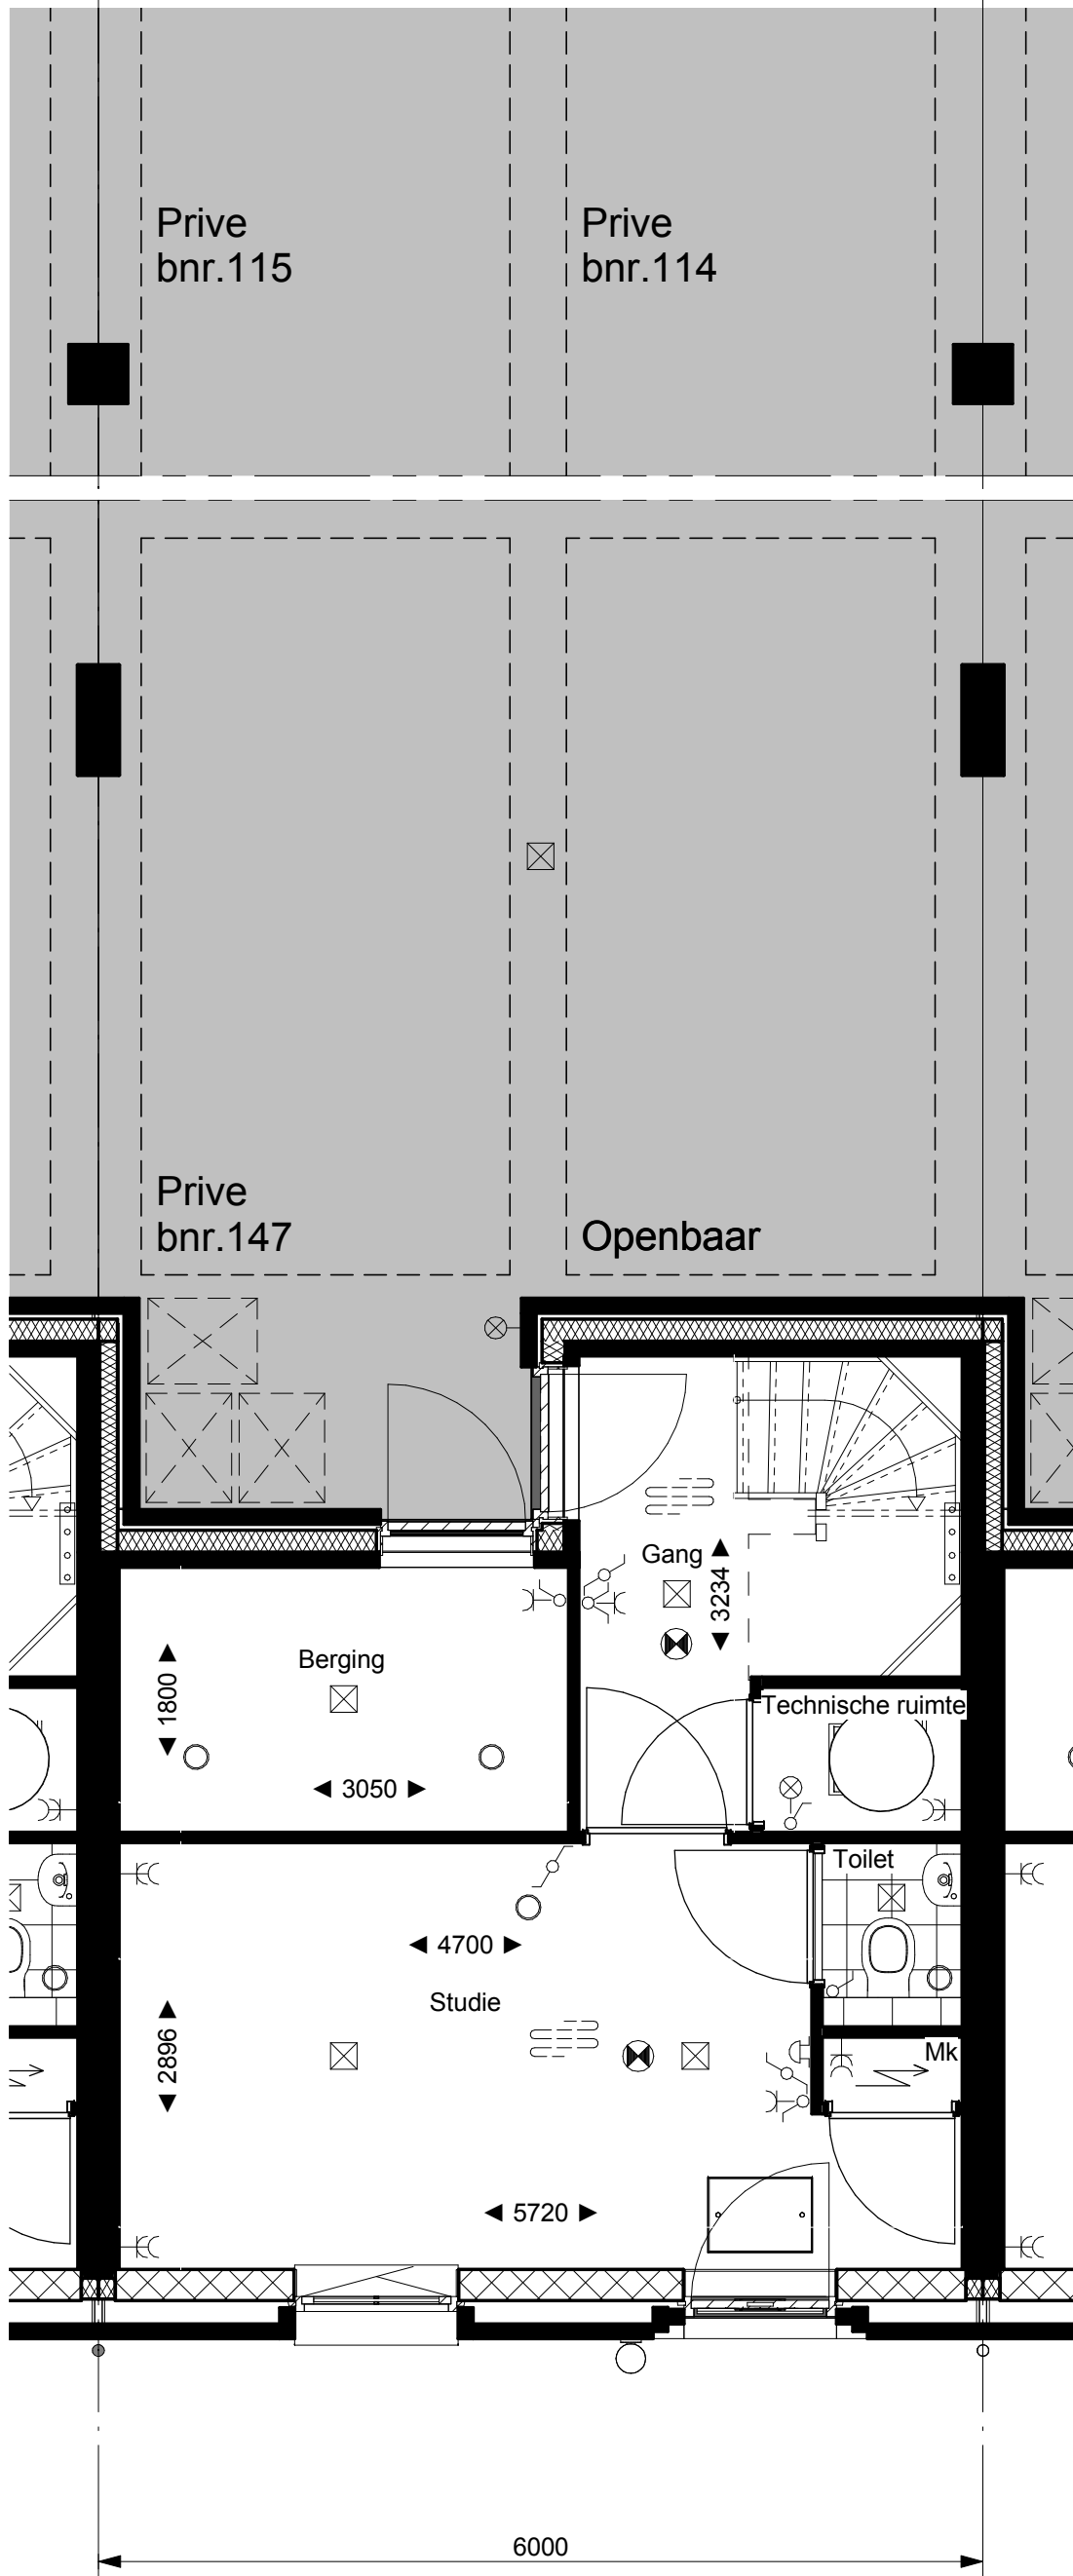 Prive
bnr.115
Prive
bnr.114
Prive
bnr.147
Openbaar
Gang
3234
Berging
1800
3050
Technische ruimte
Toilet
4700
Studie
2896
Mk
5720
6000